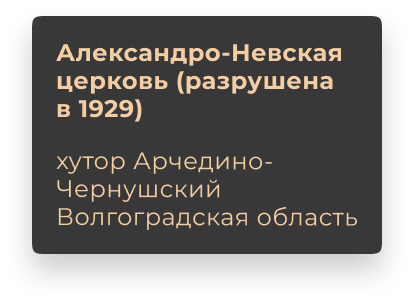 Александро-Невская
церковь (разрушена
в 1929)
хутор Арчедино-
Чернушский
Волгоградская область